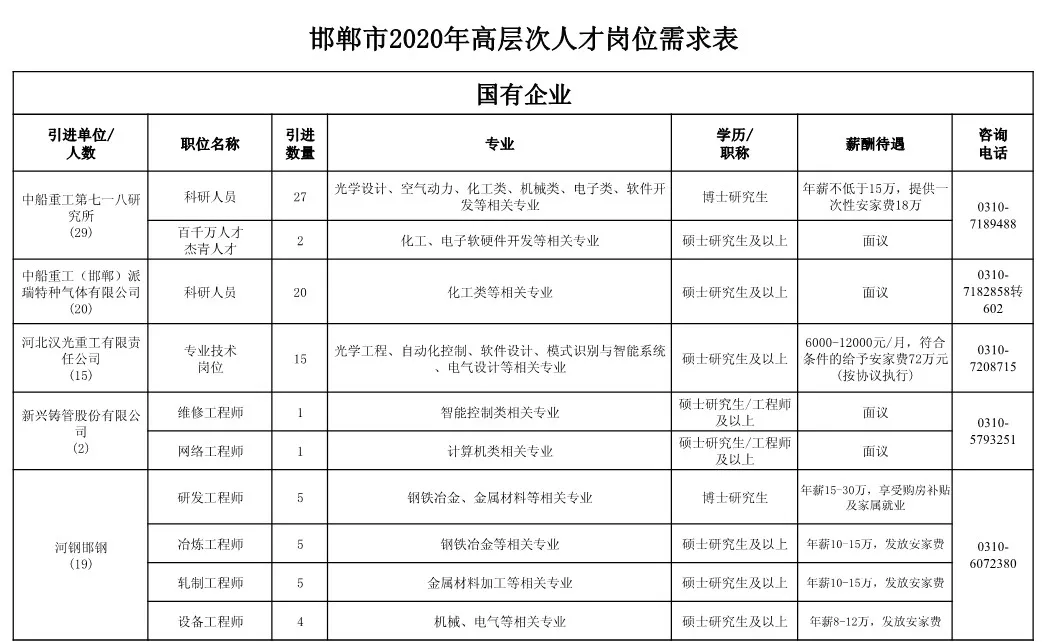 邯郸市2020年高层次人才岗位需求表
国有企业
引进单位/
人数
职位名称
引进
数量
专业
学历/
职称
薪酬待遇
咨询
电话
中船重工第七一八研
究所
(29)
科研人员
27
光学设计、空气动力、化工类、机械类、电子类、软件开
发等相关专业
博士研究生
年薪不低于15万，提供一
次性安家费18万
0310-
7189488
百千万人才
杰青人才
2
化工、电子软硬件开发等相关专业
硕士研究生及以上
面议
中船重工（邯郸）派
瑞特种气体有限公司
(20)
科研人员
20
化工类等相关专业
硕士研究生及以上
面议
0310-
7182858转
602
河北汉光重工有限责
任公司
(15)
专业技术
岗位
15
光学工程、自动化控制、软件设计、模式识别与智能系统
、电气设计等相关专业
硕士研究生及以上
6000-12000元/月，符合
条件的给予安家费72万元
(按协议执行)
0310-
7208715
新兴铸管股份有限公
司
(2)
维修工程师
1
智能控制类相关专业
硕士研究生/工程师
及以上
面议
0310-
5793251
网络工程师
1
计算机类相关专业
硕士研究生/工程师
及以上
面议
河钢邯钢
(19)
研发工程师
5
钢铁冶金、金属材料等相关专业
博士研究生
年薪15-30万，享受购房补贴
及家属就业
0310-
6072380
冶炼工程师
5
钢铁冶金等相关专业
硕士研究生及以上
年薪10-15万，发放安家费
轧制工程师
5
金属材料加工等相关专业
硕士研究生及以上
年薪10-15万，发放安家费
设备工程师
4
机械、电气等相关专业
硕士研究生及以上
年薪8-12万，发放安家费